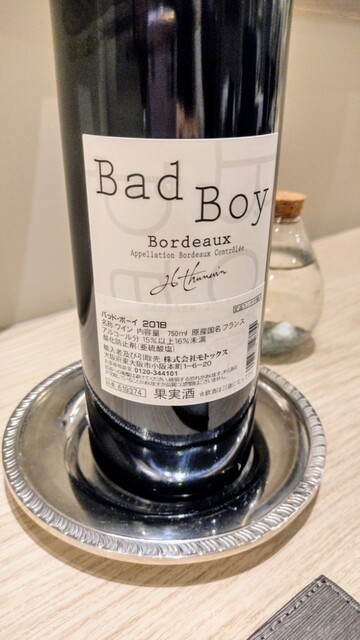 Bad Boy
Bordeaux
Appellation Bordeaux Contrôlée
バッド・ボーイ 2018
名称 ワイン 内容量 750ml 原産国名 フランス
アルコール分 15%以上16%未満
酸化防止剤(亜硫酸塩)
輸入者及び引取先 株式会社モトックス
大阪府東大阪市小阪本町1-6-20
0120-344101
619374 果実酒